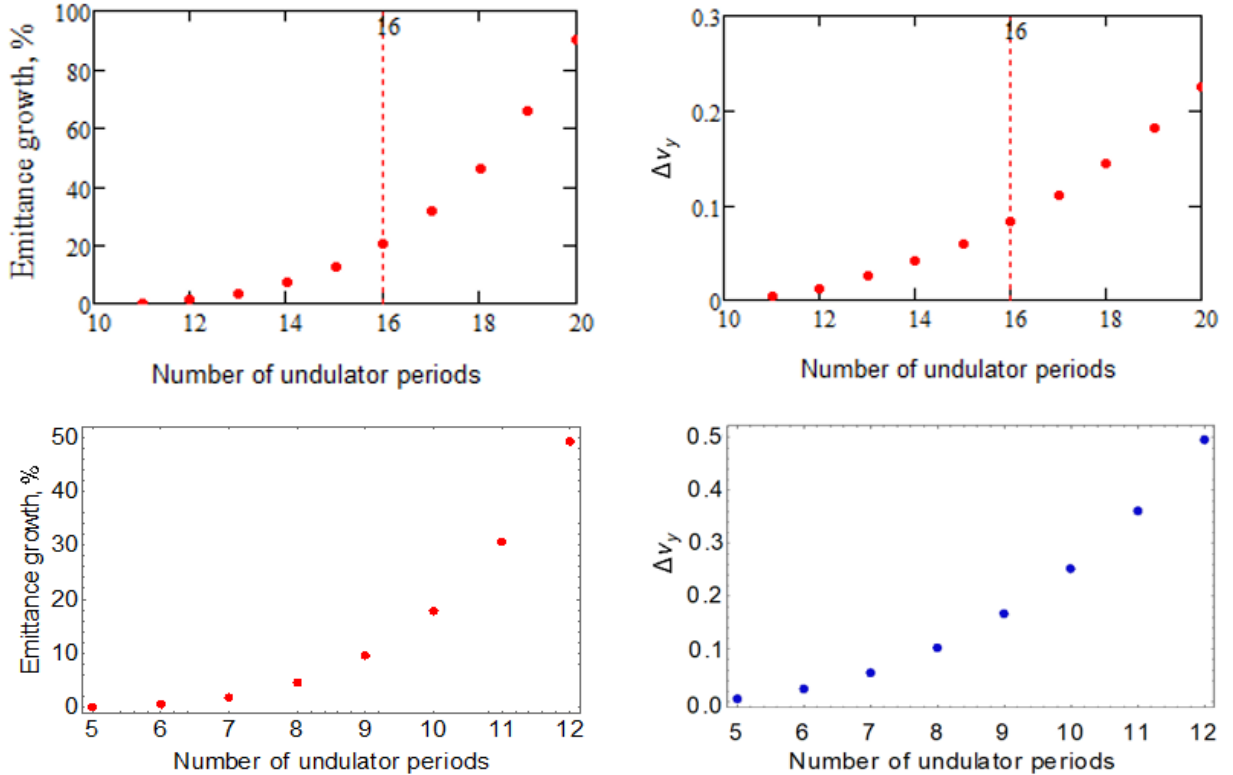 100
80
60
40
20
0
Emittance growth, %
16
10 12 14 16 18 20
Number of undulator periods
0.3
0.2
0.1
0
Δνy
16
10 12 14 16 18 20
Number of undulator periods
50
40
30
20
10
0
Emittance growth, %
5 6 7 8 9 10 11 12
Number of undulator periods
0.5
0.4
0.3
0.2
0.1
0.0
Δνy
5 6 7 8 9 10 11 12
Number of undulator periods